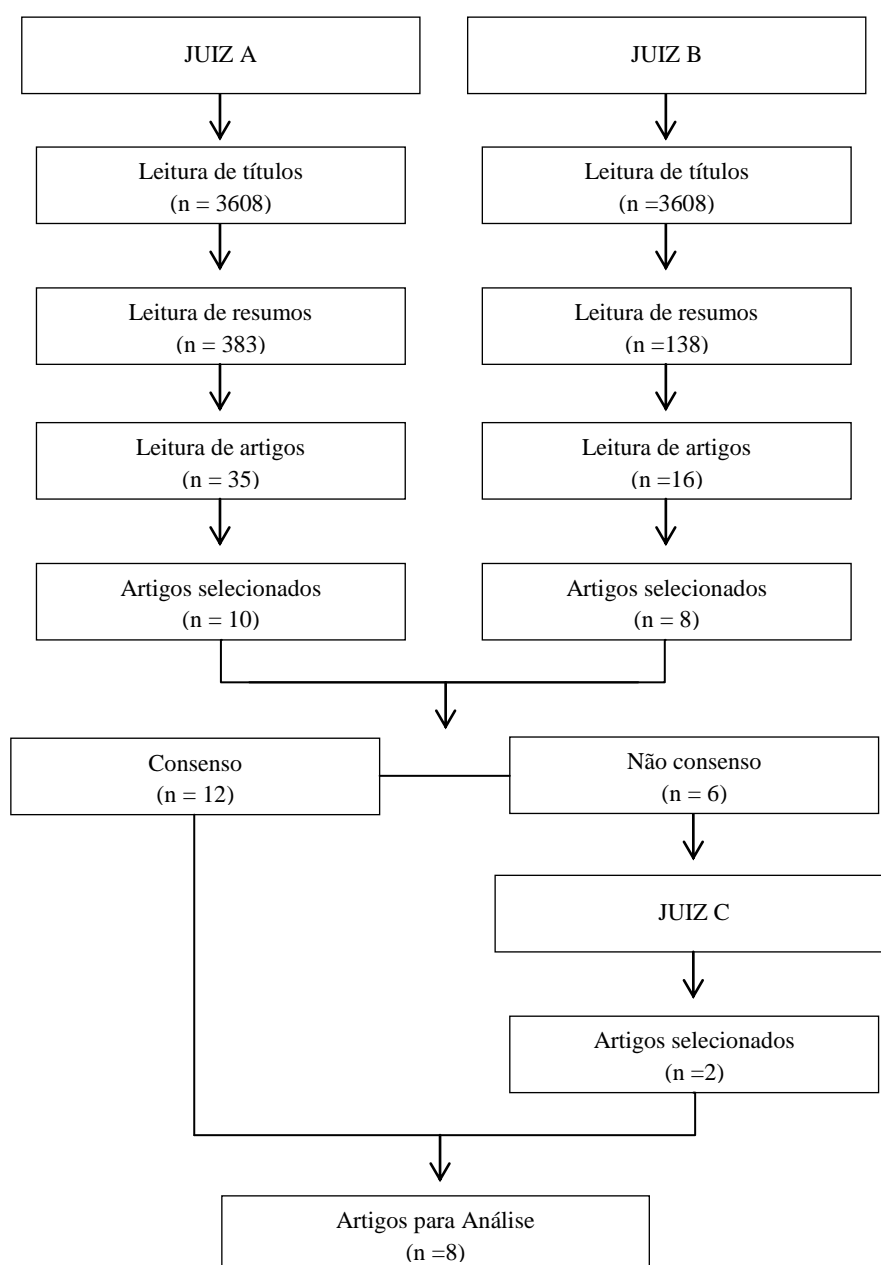 JUIZ A
JUIZ B
Leitura de títulos
(n = 3608)
Leitura de títulos
(n =3608)
Leitura de resumos
(n = 383)
Leitura de resumos
(n =138)
Leitura de artigos
(n = 35)
Leitura de artigos
(n =16)
Artigos selecionados
(n = 10)
Artigos selecionados
(n = 8)
Consenso
(n = 12)
Não consenso
(n = 6)
JUIZ C
Artigos selecionados
(n =2)
Artigos para Análise
(n =8)